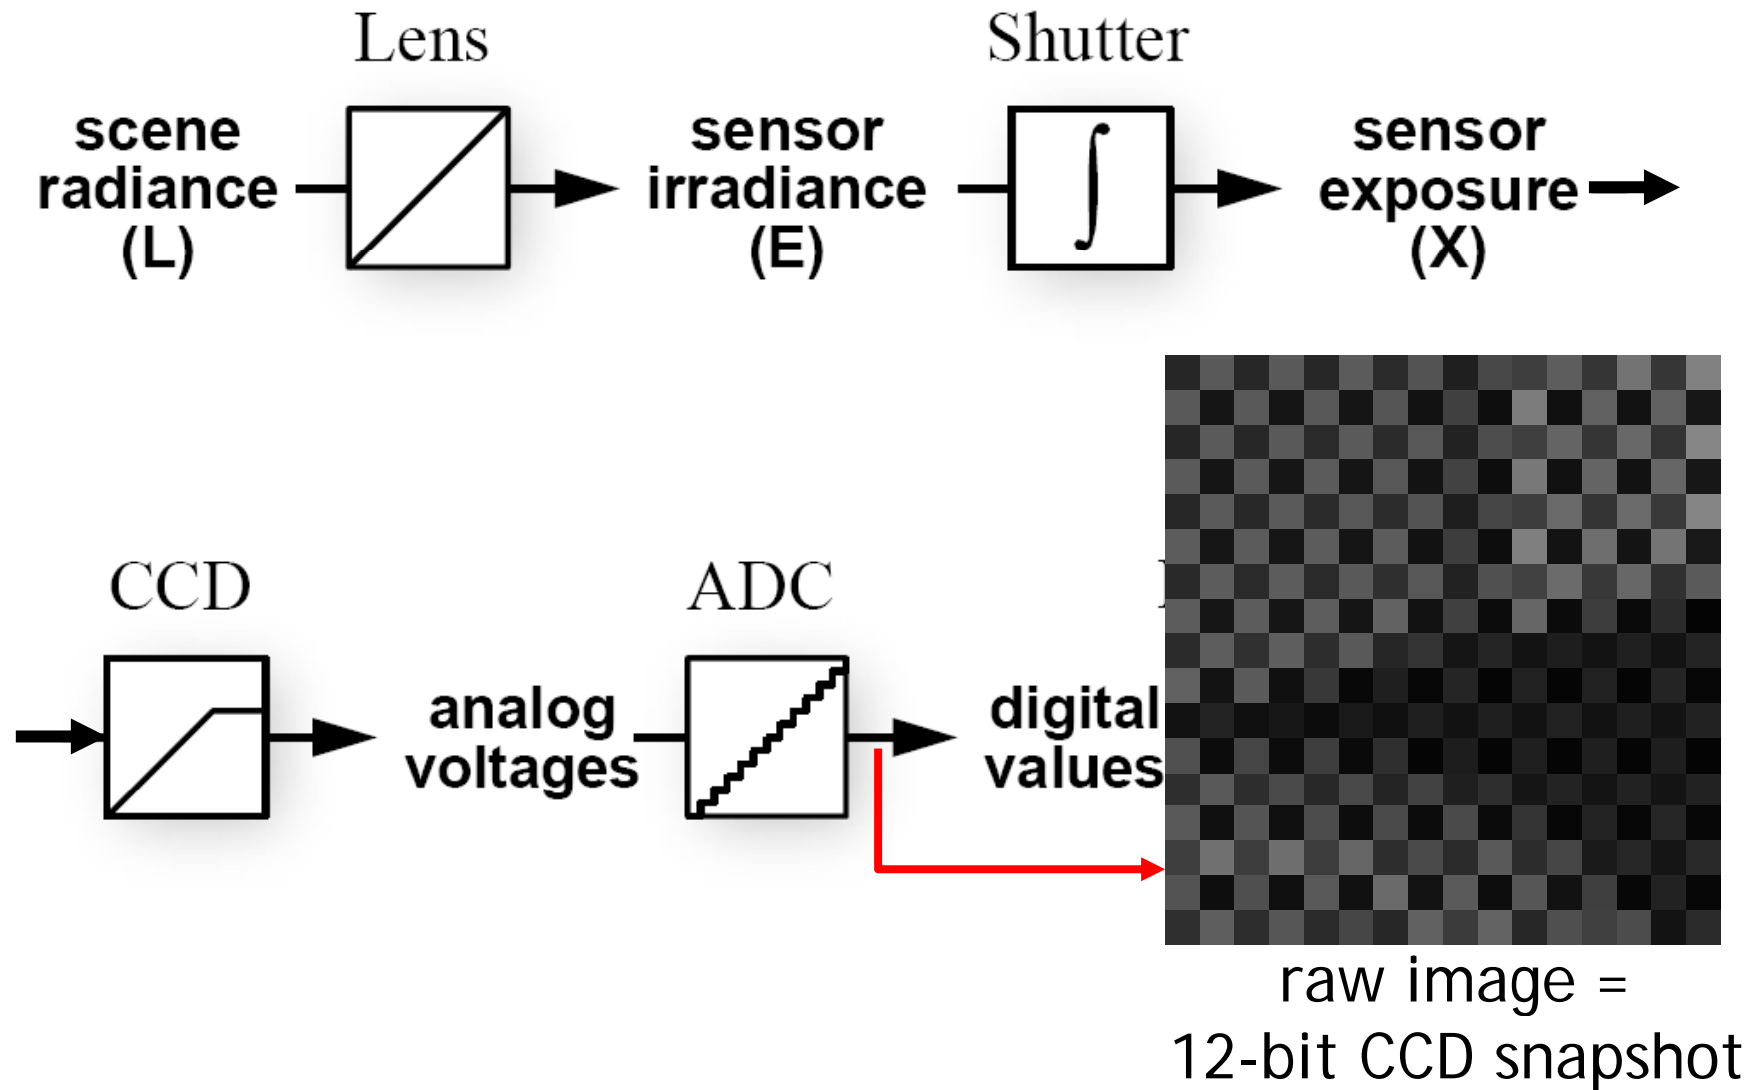 Lens
Shutter
scene
radiance
(L)
sensor
irradiance
(E)
∫
sensor
exposure
(X)
CCD
ADC
analog
voltages
digital
values
raw image =
12-bit CCD snapshot